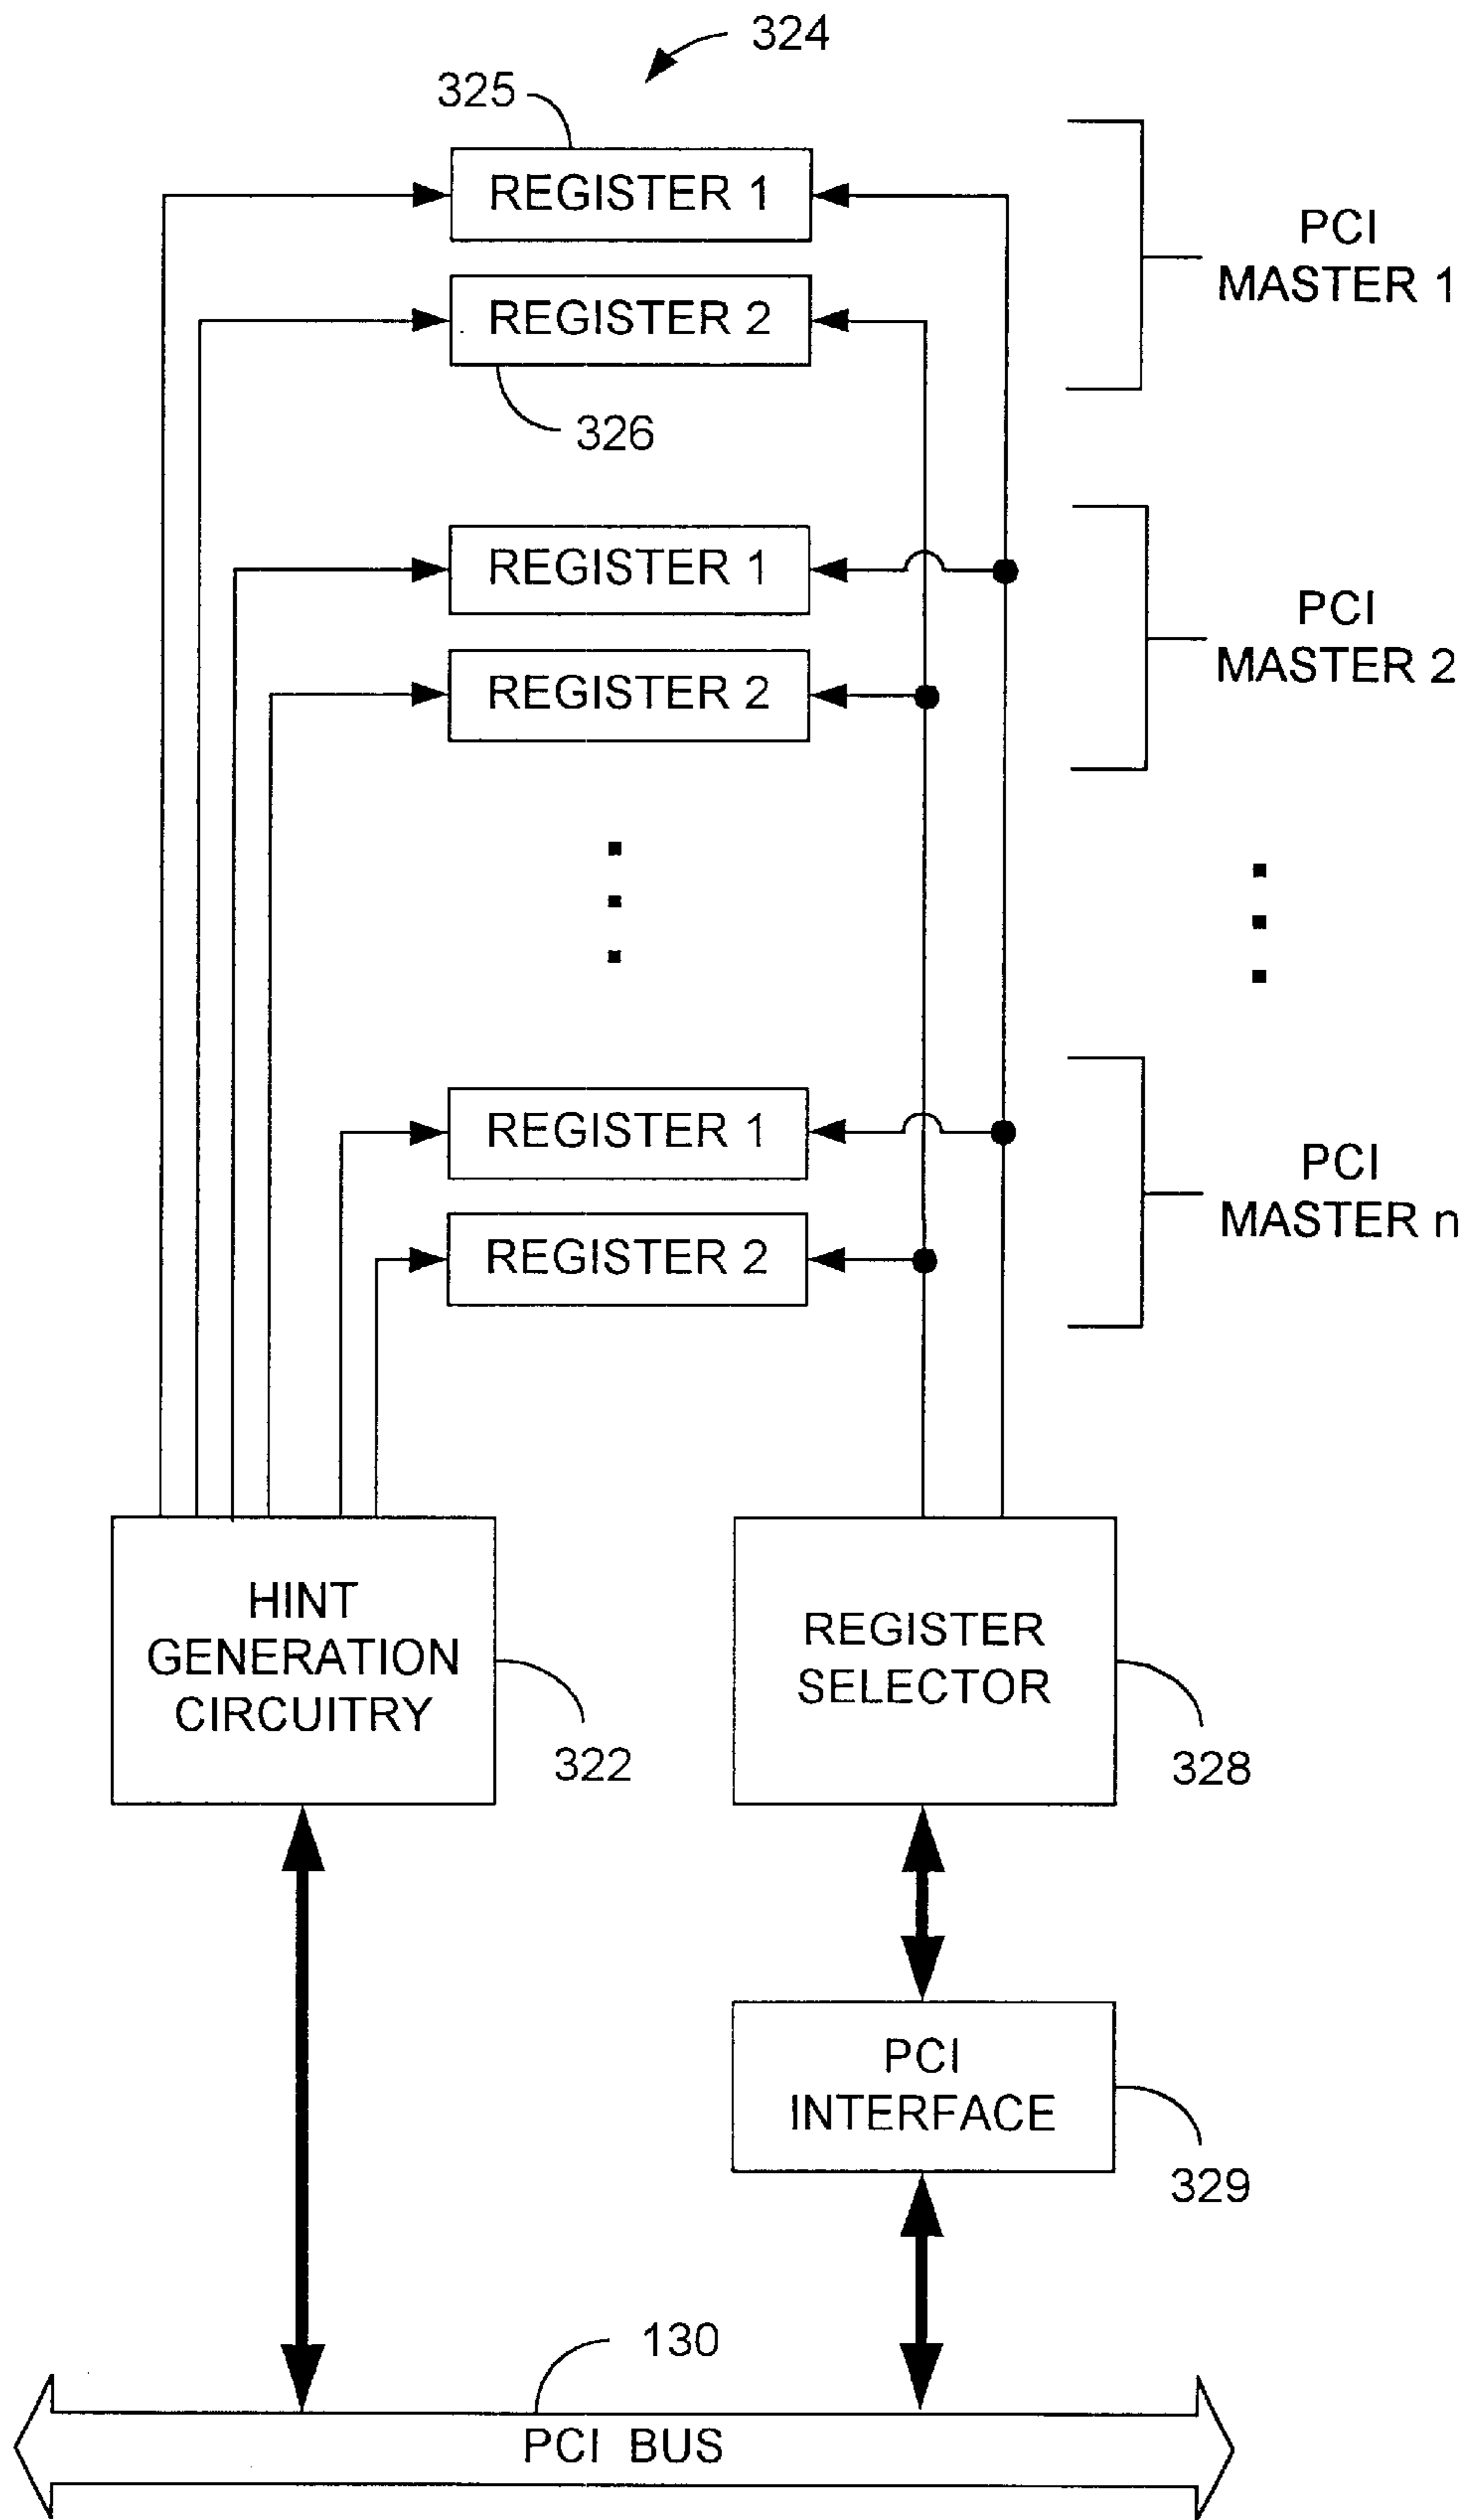 324
325
REGISTER 1
PCI
MASTER 1
REGISTER 2
326
REGISTER 1
PCI
MASTER 2
REGISTER 2
REGISTER 1
PCI
MASTER n
REGISTER 2
HINT
GENERATION
CIRCUITRY
322
REGISTER
SELECTOR
328
PCI
INTERFACE
329
130
PCI BUS